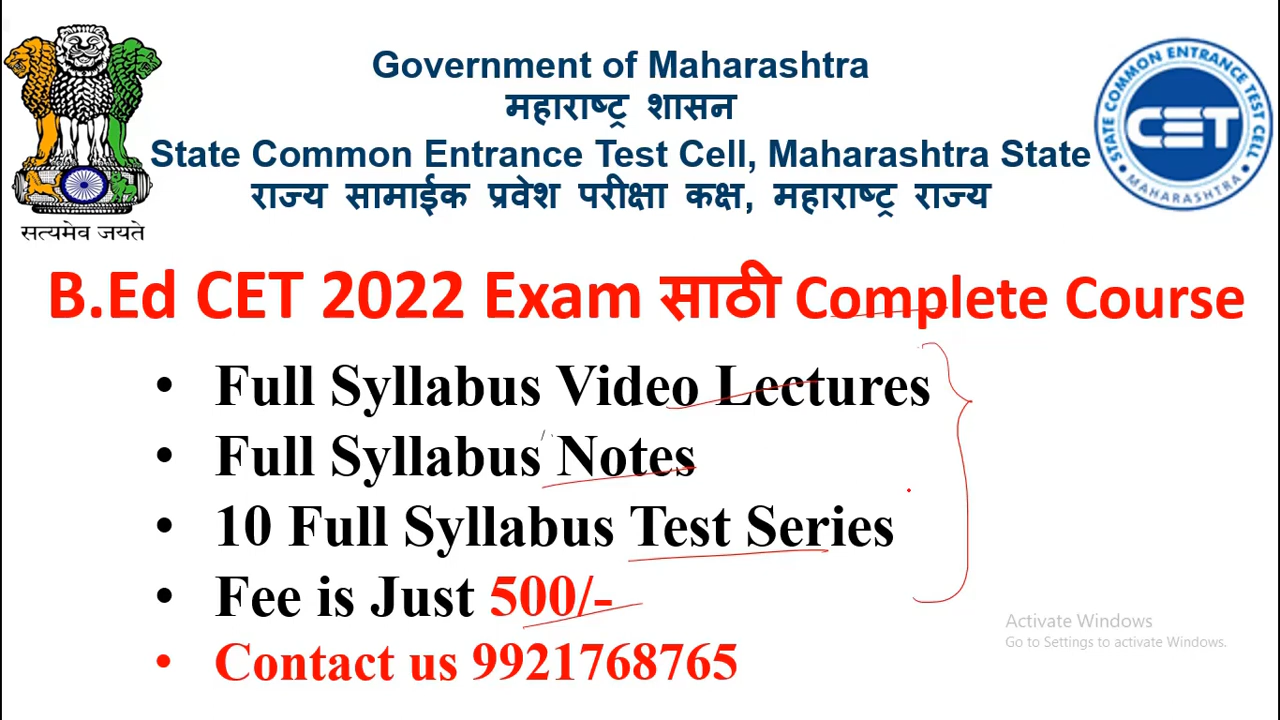 Government of Maharashtra
महाराष्ट्र शासन
State Common Entrance Test Cell, Maharashtra State
राज्य सामाईक प्रवेश परीक्षा कक्ष, महाराष्ट्र राज्य
सत्यमेव जयते
STATE COMMON ENTRANCE TEST CELL
CET
MAHARASHTRA
B.Ed CET 2022 Exam साठी Complete Course
• Full Syllabus Video Lectures
• Full Syllabus Notes
• 10 Full Syllabus Test Series
• Fee is Just 500/-
• Contact us 9921768765
Activate Windows
Go to Settings to activate Windows.